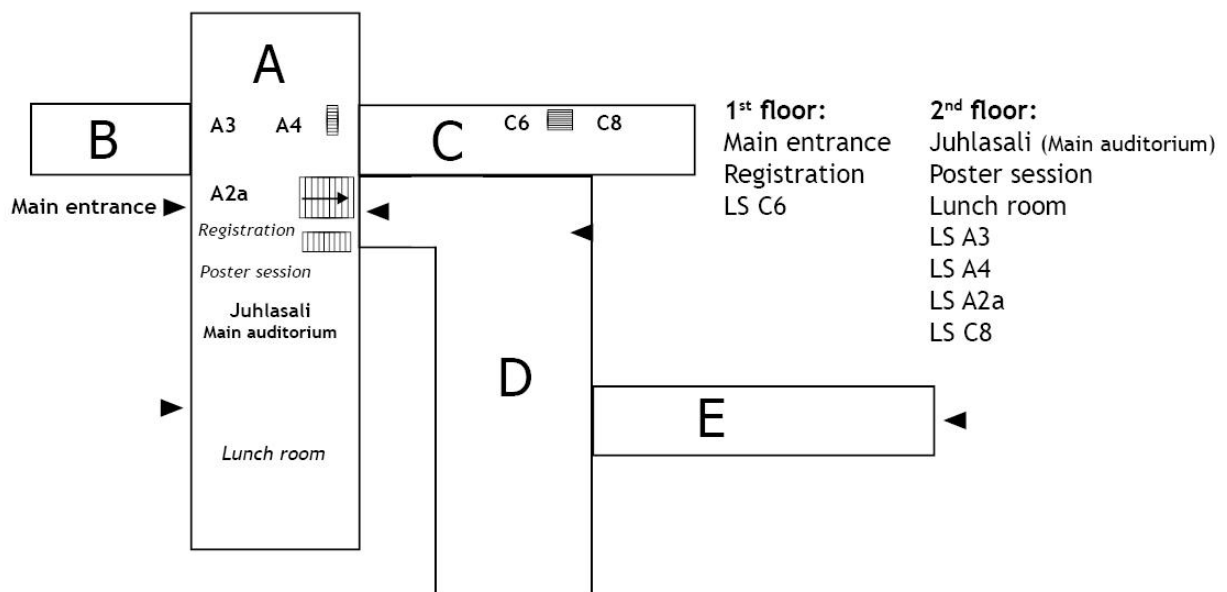 A
B
A3 A4
C
C6 C8
A2a
Main entrance
Registration
Poster session
Juhlasali
Main auditorium
D
E
Lunch room
1st floor:
Main entrance
Registration
LS C6
2nd floor:
Juhlasali (Main auditorium)
Poster session
Lunch room
LS A3
LS A4
LS A2a
LS C8